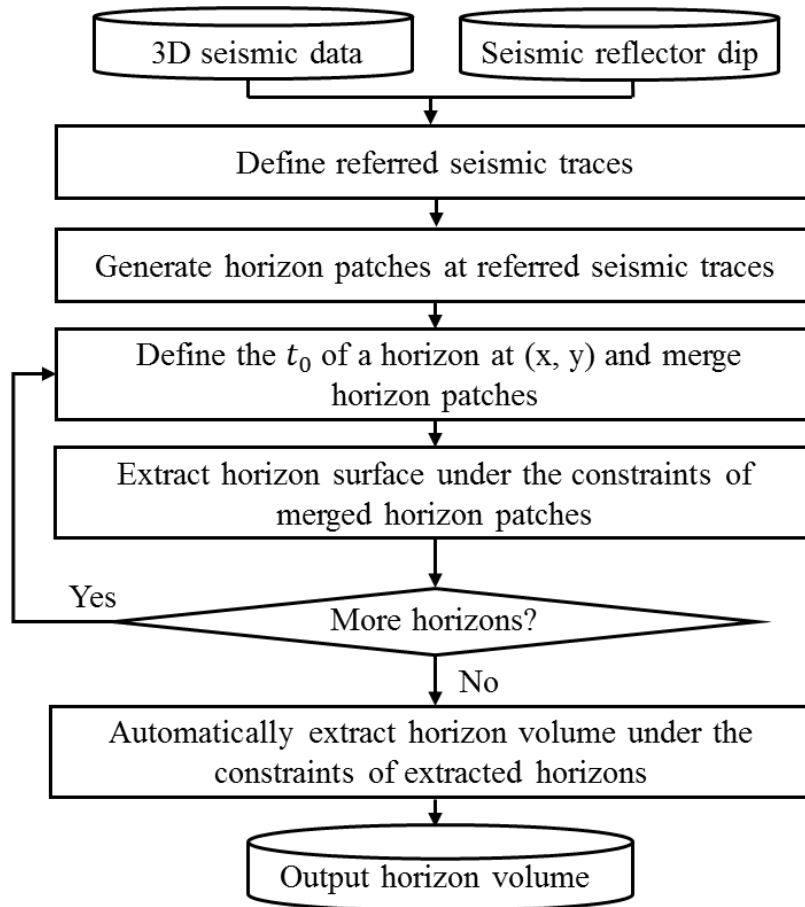 3D seismic data
Seismic reflector dip
Define referred seismic traces
Generate horizon patches at referred seismic traces
Define the t₀ of a horizon at (x, y) and merge
horizon patches
Extract horizon surface under the constraints of
merged horizon patches
Yes
More horizons?
No
Automatically extract horizon volume under the
constraints of extracted horizons
Output horizon volume